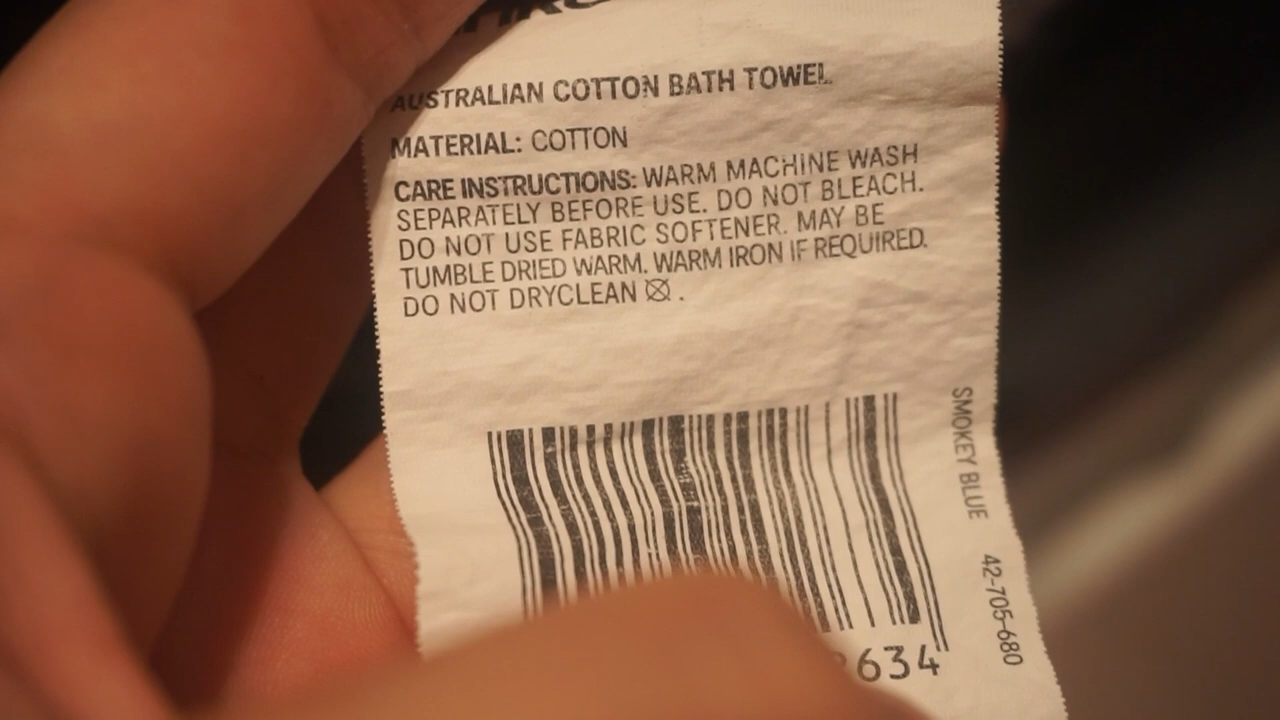 AUSTRALIAN COTTON BATH TOWEL
MATERIAL: COTTON
CARE INSTRUCTIONS: WARM MACHINE WASH
SEPARATELY BEFORE USE. DO NOT BLEACH.
DO NOT USE FABRIC SOFTENER. MAY BE
TUMBLE DRIED WARM. WARM IRON IF REQUIRED.
DO NOT DRYCLEAN .
SMOKEY BLUE 42-705-680
634